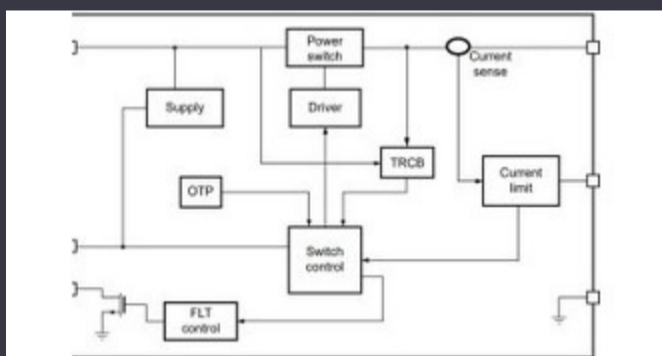 Power
switch
Current
sense
Supply
Driver
TRCB
Current
limit
OTP
Switch
control
FLT
control